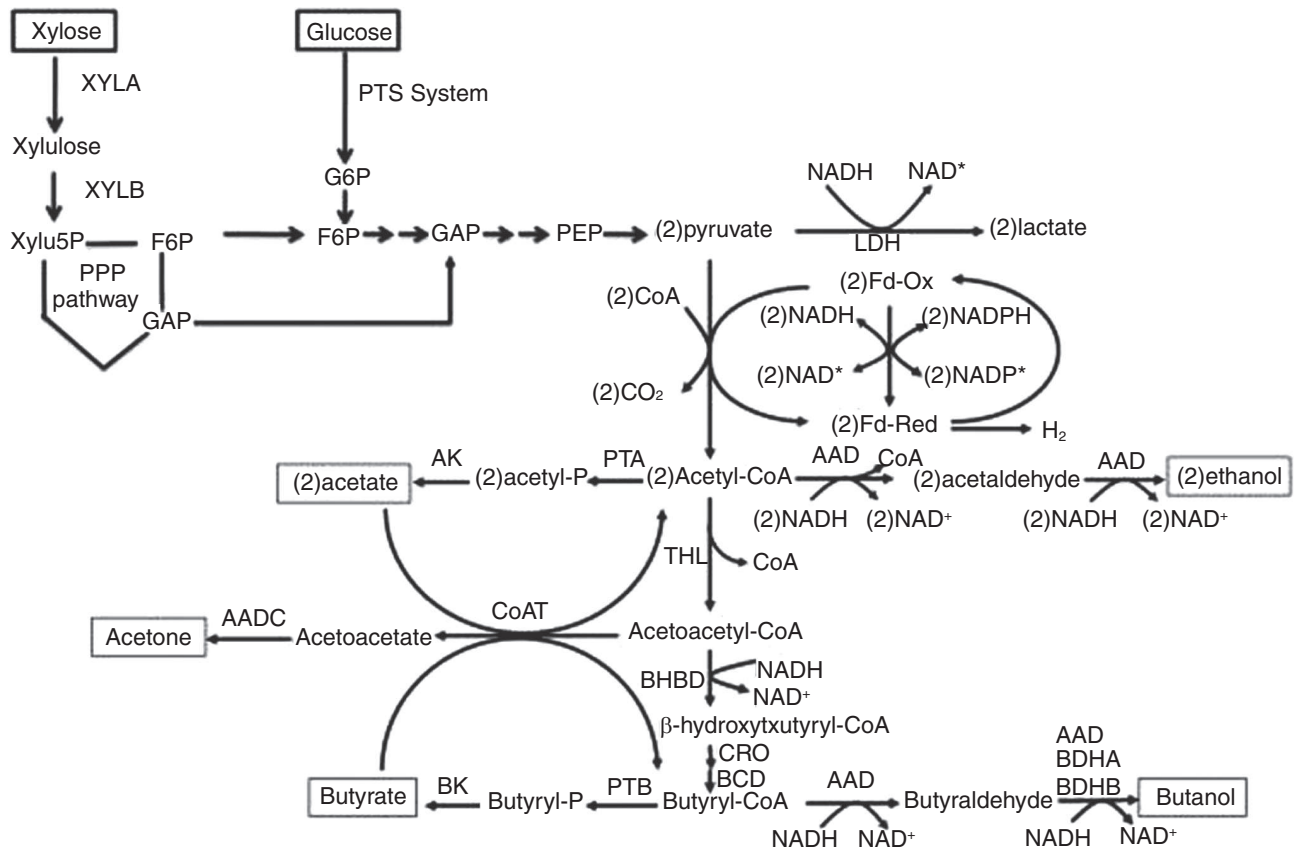 Xylose
Glucose
XYLA
PTS System
Xylulose
NADH
NAD*
G6P
XYLB
Xylu5P
F6P
F6P
GAP
PEP
(2)pyruvate
(2)lactate
LDH
PPP
pathway
(2)Fd-Ox
(2)CoA
(2)NADH
(2)NADPH
GAP
(2)NAD*
(2)NADP*
(2)CO₂
(2)Fd-Red
H₂
AK
PTA
AAD
CoA
AAD
(2)acetate
(2)acetyl-P
(2)Acetyl-CoA
(2)acetaldehyde
(2)ethanol
(2)NADH
(2)NAD⁺
(2)NADH
(2)NAD⁺
THL
CoA
CoAT
AADC
Acetone
Acetoacetate
Acetoacetyl-CoA
NADH
BHBD
NAD⁺
β-hydroxytxutyryl-CoA
CRO
AAD
BDHA
BCD
AAD
BDHB
Butyrate
BK
Butyryl-P
PTB
Butyryl-CoA
Butyraldehyde
Butanol
NADH
NAD⁺
NADH
NAD⁺